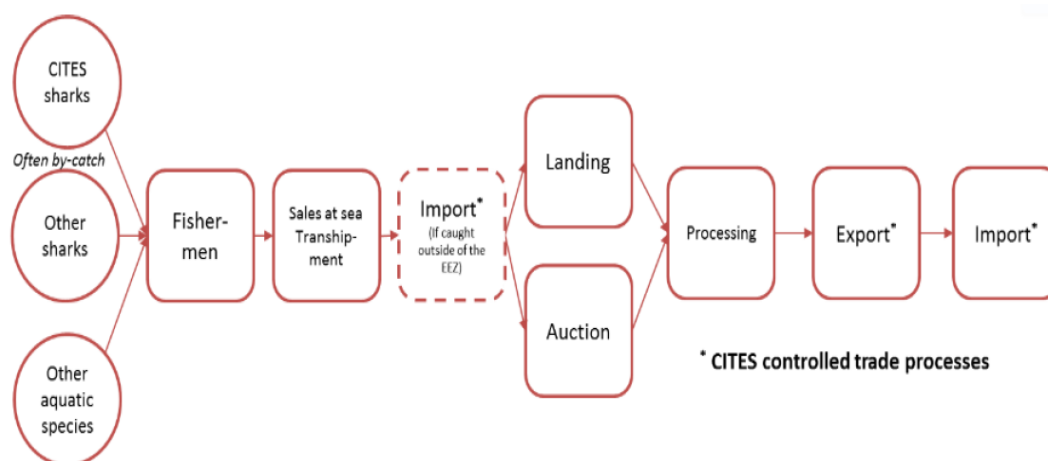 CITES
sharks
Often by-catch
Other
sharks
Other
aquatic
species
Fisher-
men
Sales at sea
Tranship-
ment
Import*
(If caught
outside of the
EEZ)
Landing
Auction
Processing
Export*
Import*
* CITES controlled trade processes